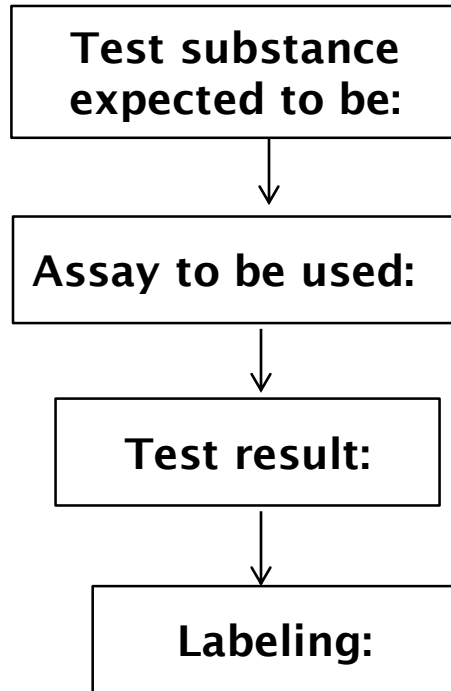 Test substance
expected to be:
Assay to be used:
Test result:
Labeling: